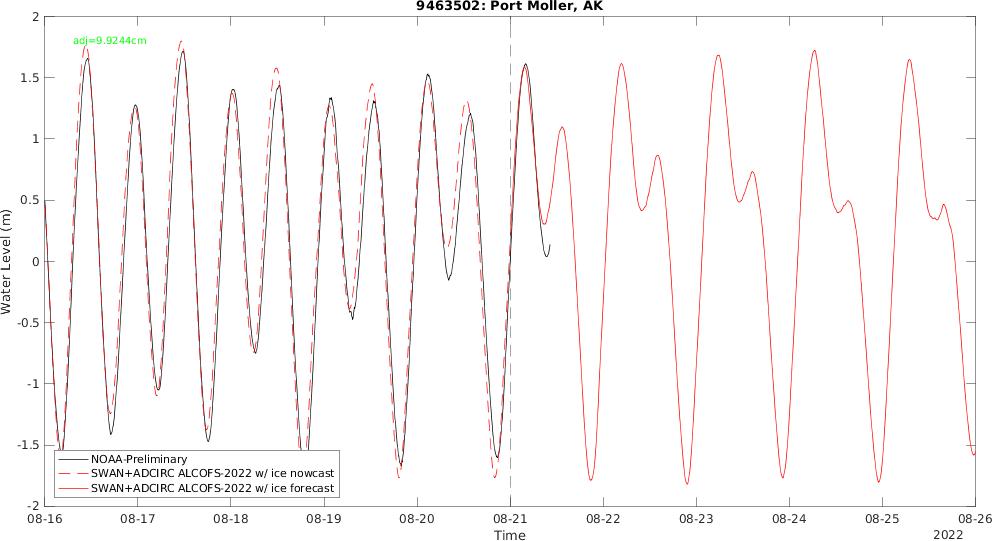 9463502: Port Moller, AK
adj=9.9244cm
Water Level (m)
2
1.5
1
0.5
0
-0.5
-1
-1.5
-2
NOAA-Preliminary
SWAN+ADCIRC ALCOFS-2022 w/ ice nowcast
SWAN+ADCIRC ALCOFS-2022 w/ ice forecast
08-16 08-17 08-18 08-19 08-20 08-21 08-22 08-23 08-24 08-25 08-26
Time
2022